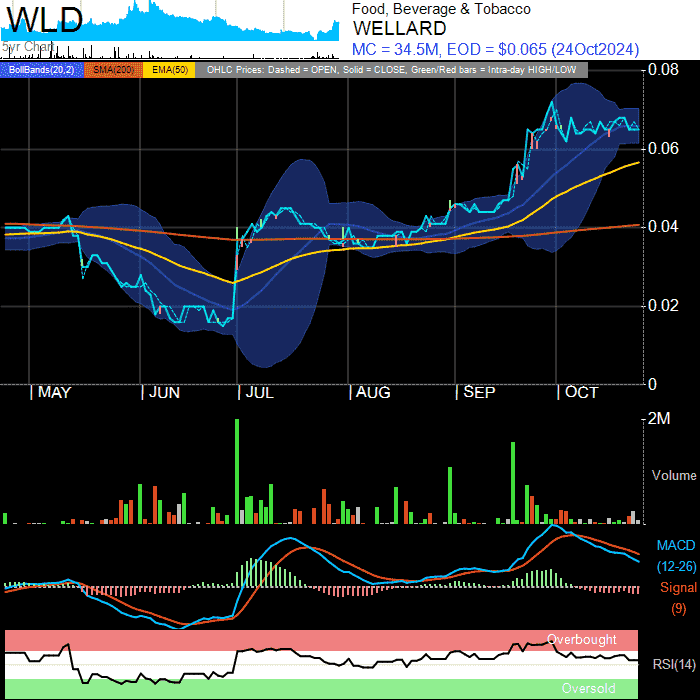 WLD
5yr Chart
Food, Beverage & Tobacco
WELLARD
MC = 34.5M, EOD = $0.065 (24Oct2024)
BollBands(20,2) SMA(200) EMA(50) OHLC Prices: Dashed = OPEN, Solid = CLOSE, Green/Red bars = Intra-day HIGH/LOW
0.08
0.06
0.04
0.02
0
| MAY | JUN | JUL | AUG | SEP | OCT
2M
Volume
MACD
(12-26)
Signal
(9)
Overbought
RSI(14)
Oversold